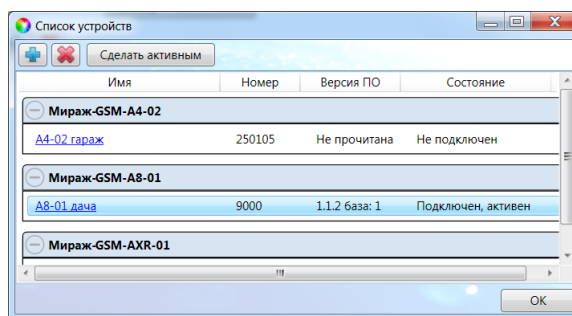 Список устройств
Сделать активным
Имя Номер Версия ПО Состояние
Мираж-GSM-A4-02
A4-02 гараж 250105 Не прочитана Не подключен
Мираж-GSM-A8-01
A8-01 дача 9000 1.1.2 база: 1 Подключен, активен
Мираж-GSM-AXR-01
OK